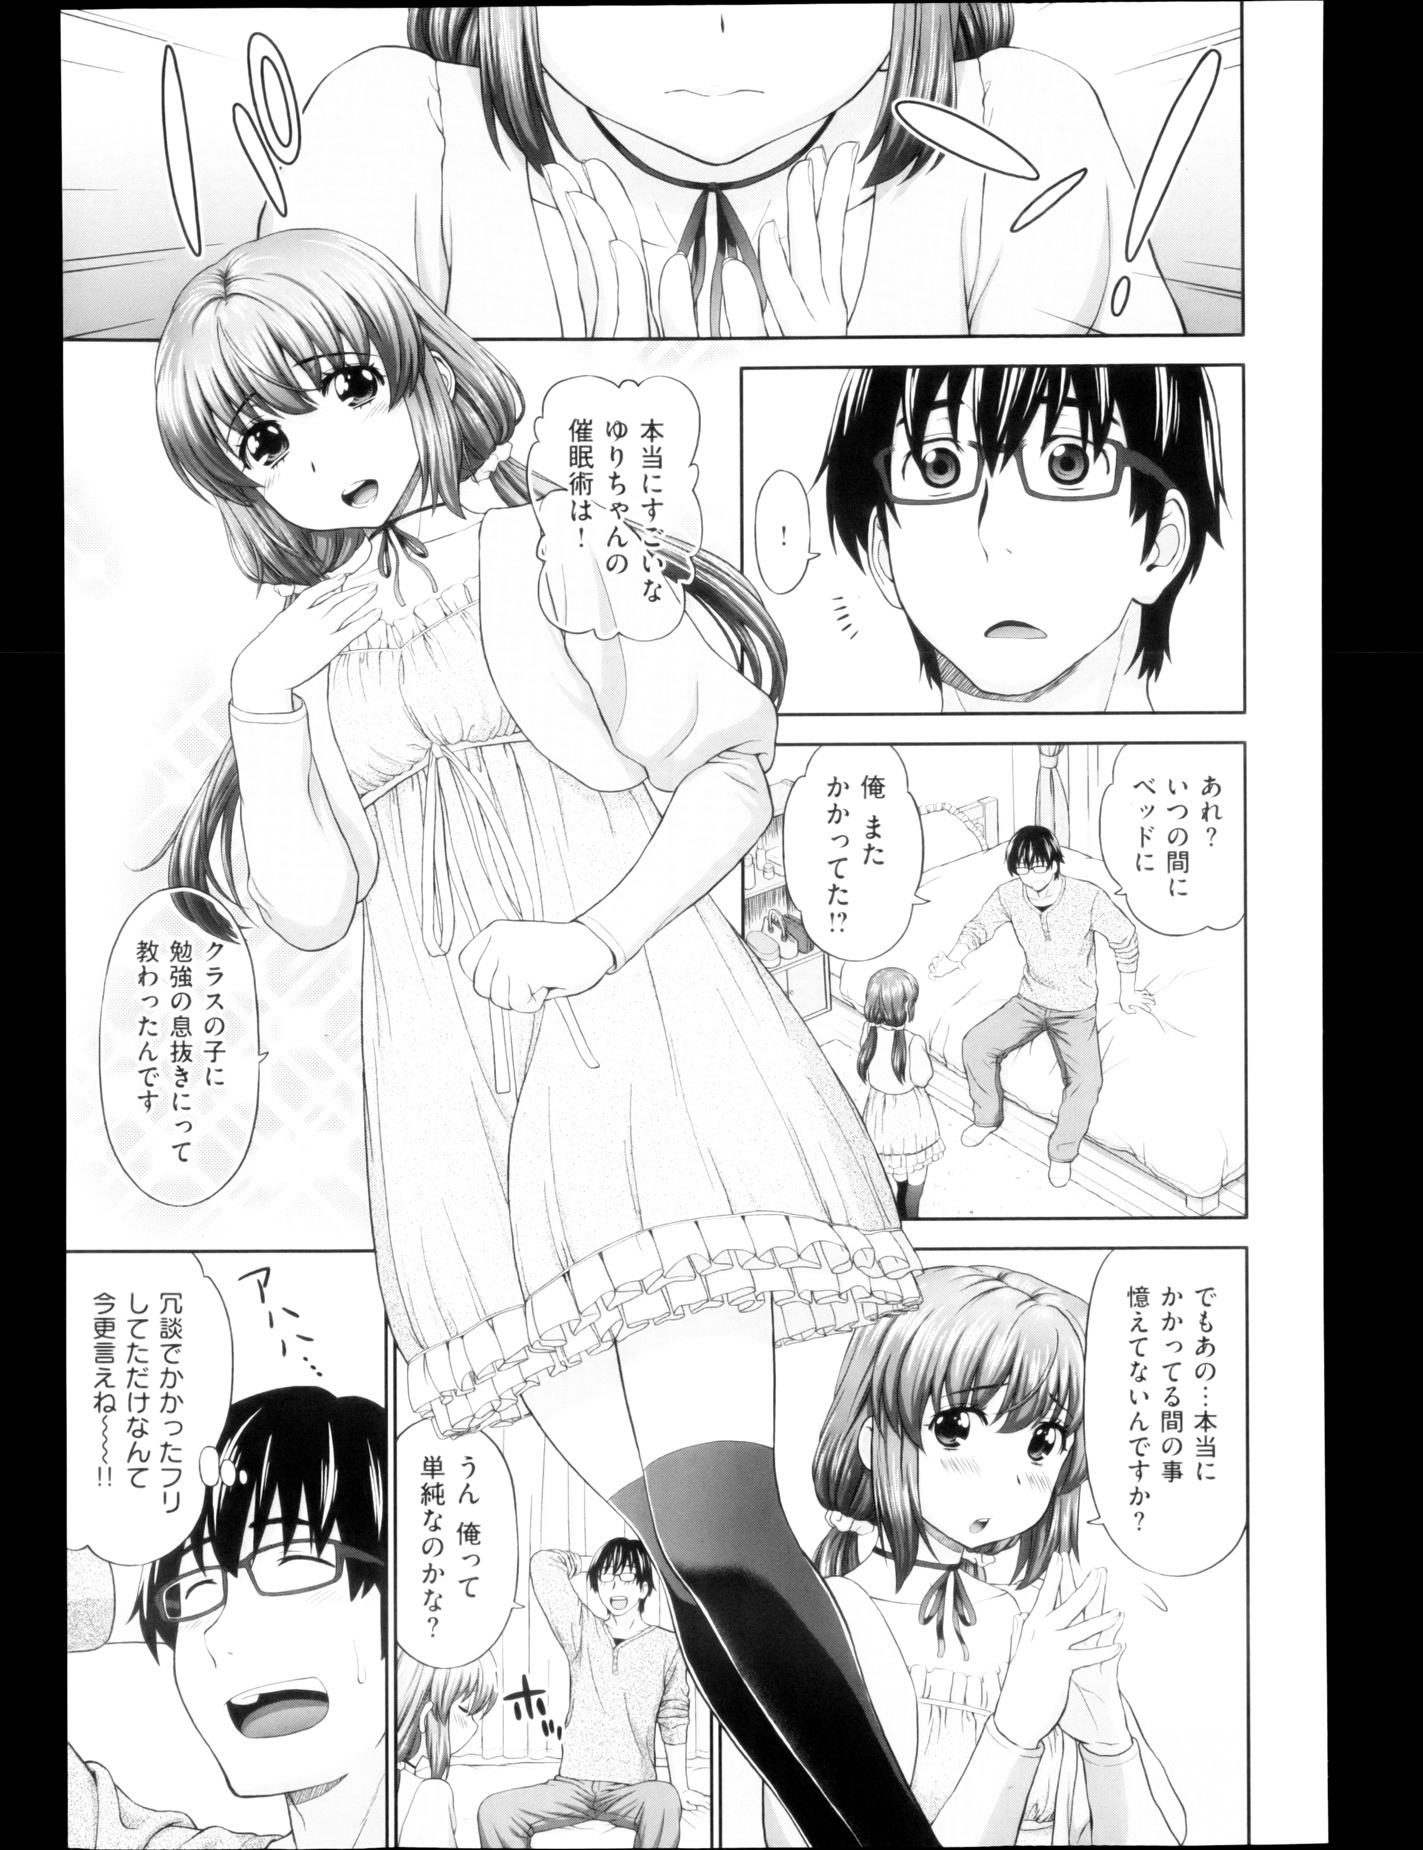 パン
パン!
!
本当にすごいな
ゆりちゃんの
催眠術は!
あれ?
いつの間に
ベッドに
俺 また
かかってた!?
クラスの子に
勉強の息抜きにって
教わったんです
でもあの…本当に
かかってる間の事
憶えてないんですか?
うん 俺って
単純なのかな?
ホッ
アハハ…
冗談でかかったフリ
してただけなんて
今更言えね〜〜〜!!